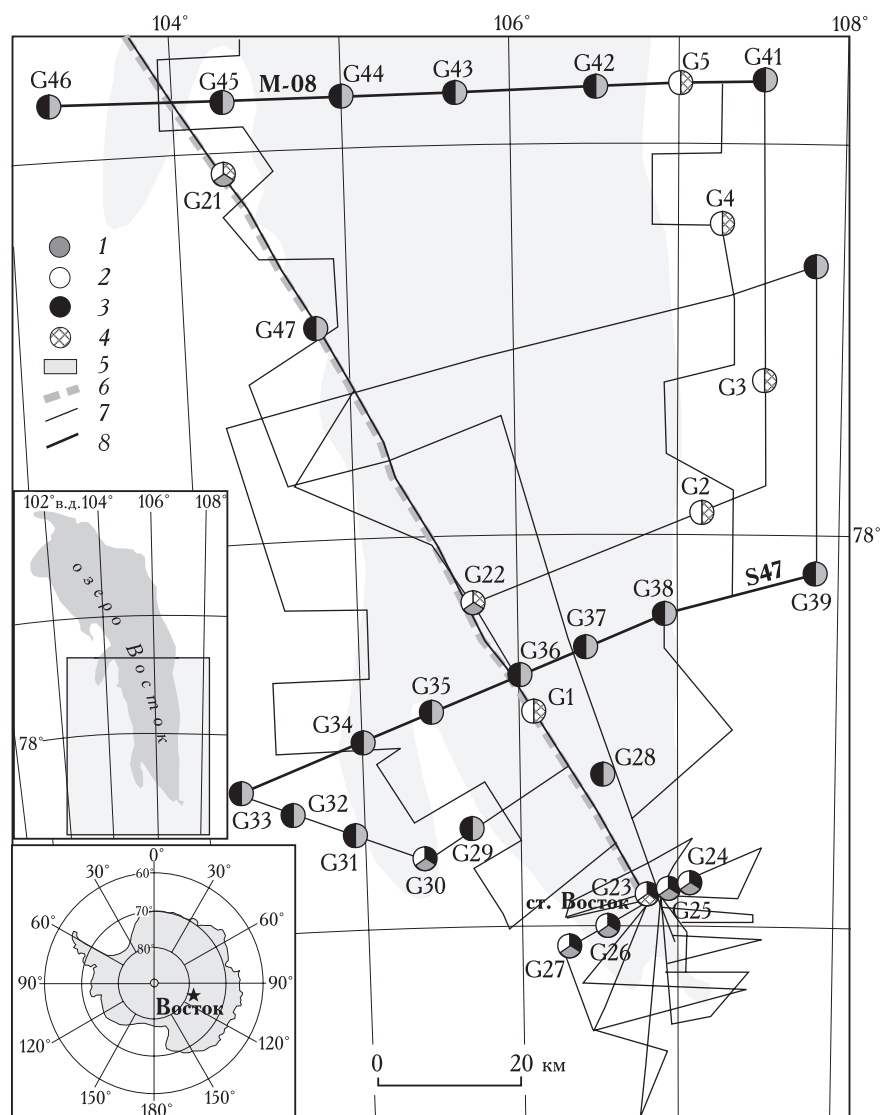 104° 106° 108°
G46 G45 M-08 G44 G43 G42 G5 G41
G21
G4
1
2
3
4
5
6
7
8
G47
G3
G2
78°
G22
S47
G39
G38
G37
G36
G35
G34
G1
G28
G33
G32
G31
G30
G29
G23
G24
G25
ст. Восток
G26
G27
102° в.д. 104° 106° 108°
озеро Восток
78°
0°
30° 60° 30°
60° 70° 60°
80°
90° 90°
Восток
120° 120°
150° 150°
180°
0 20 км